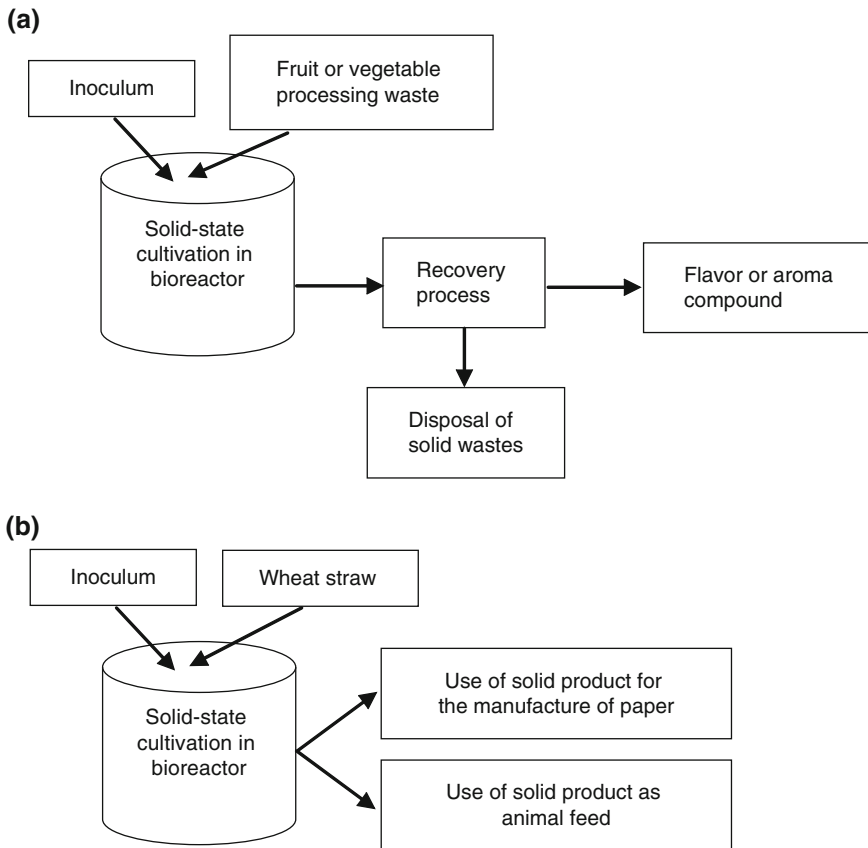 (a)
Inoculum
Fruit or vegetable
processing waste
Solid-state
cultivation in
bioreactor
Recovery
process
Flavor or aroma
compound
Disposal of
solid wastes
(b)
Inoculum
Wheat straw
Solid-state
cultivation in
bioreactor
Use of solid product for
the manufacture of paper
Use of solid product as
animal feed